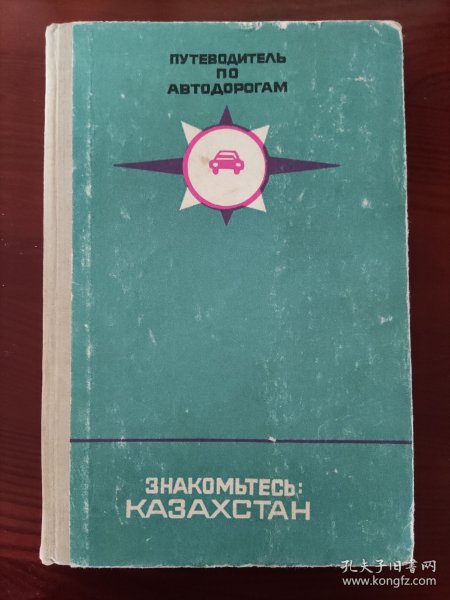 ПУТЕВОДИТЕЛЬ
ПО
АВТОДОРОГАМ
ЗНАКОМЬТЕСЬ:
КАЗАХСТАН
孔夫子旧书网
www.kongfz.com